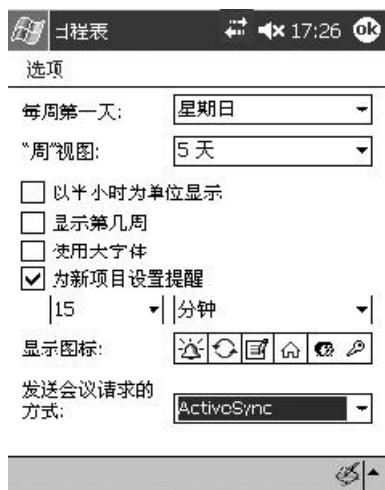 日程表 17:26 ok
选项
每周第一天: 星期日
"周"视图: 5 天
以半小时为单位显示
显示第几周
使用大字体
为新项目设置提醒
15 分钟
显示图标:
发送会议请求的
方式: ActiveSync